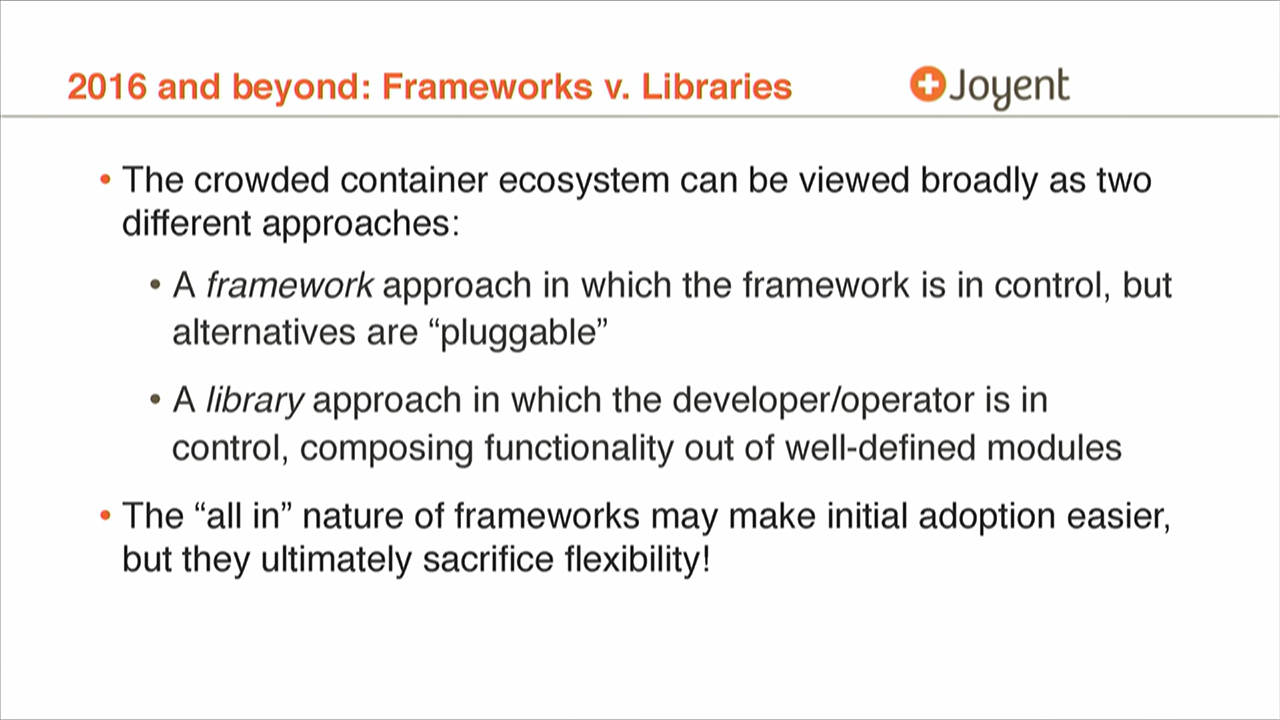 2016 and beyond: Frameworks v. Libraries
Joyent
• The crowded container ecosystem can be viewed broadly as two
different approaches:
• A framework approach in which the framework is in control, but
alternatives are “pluggable”
• A library approach in which the developer/operator is in
control, composing functionality out of well-defined modules
• The “all in” nature of frameworks may make initial adoption easier,
but they ultimately sacrifice flexibility!